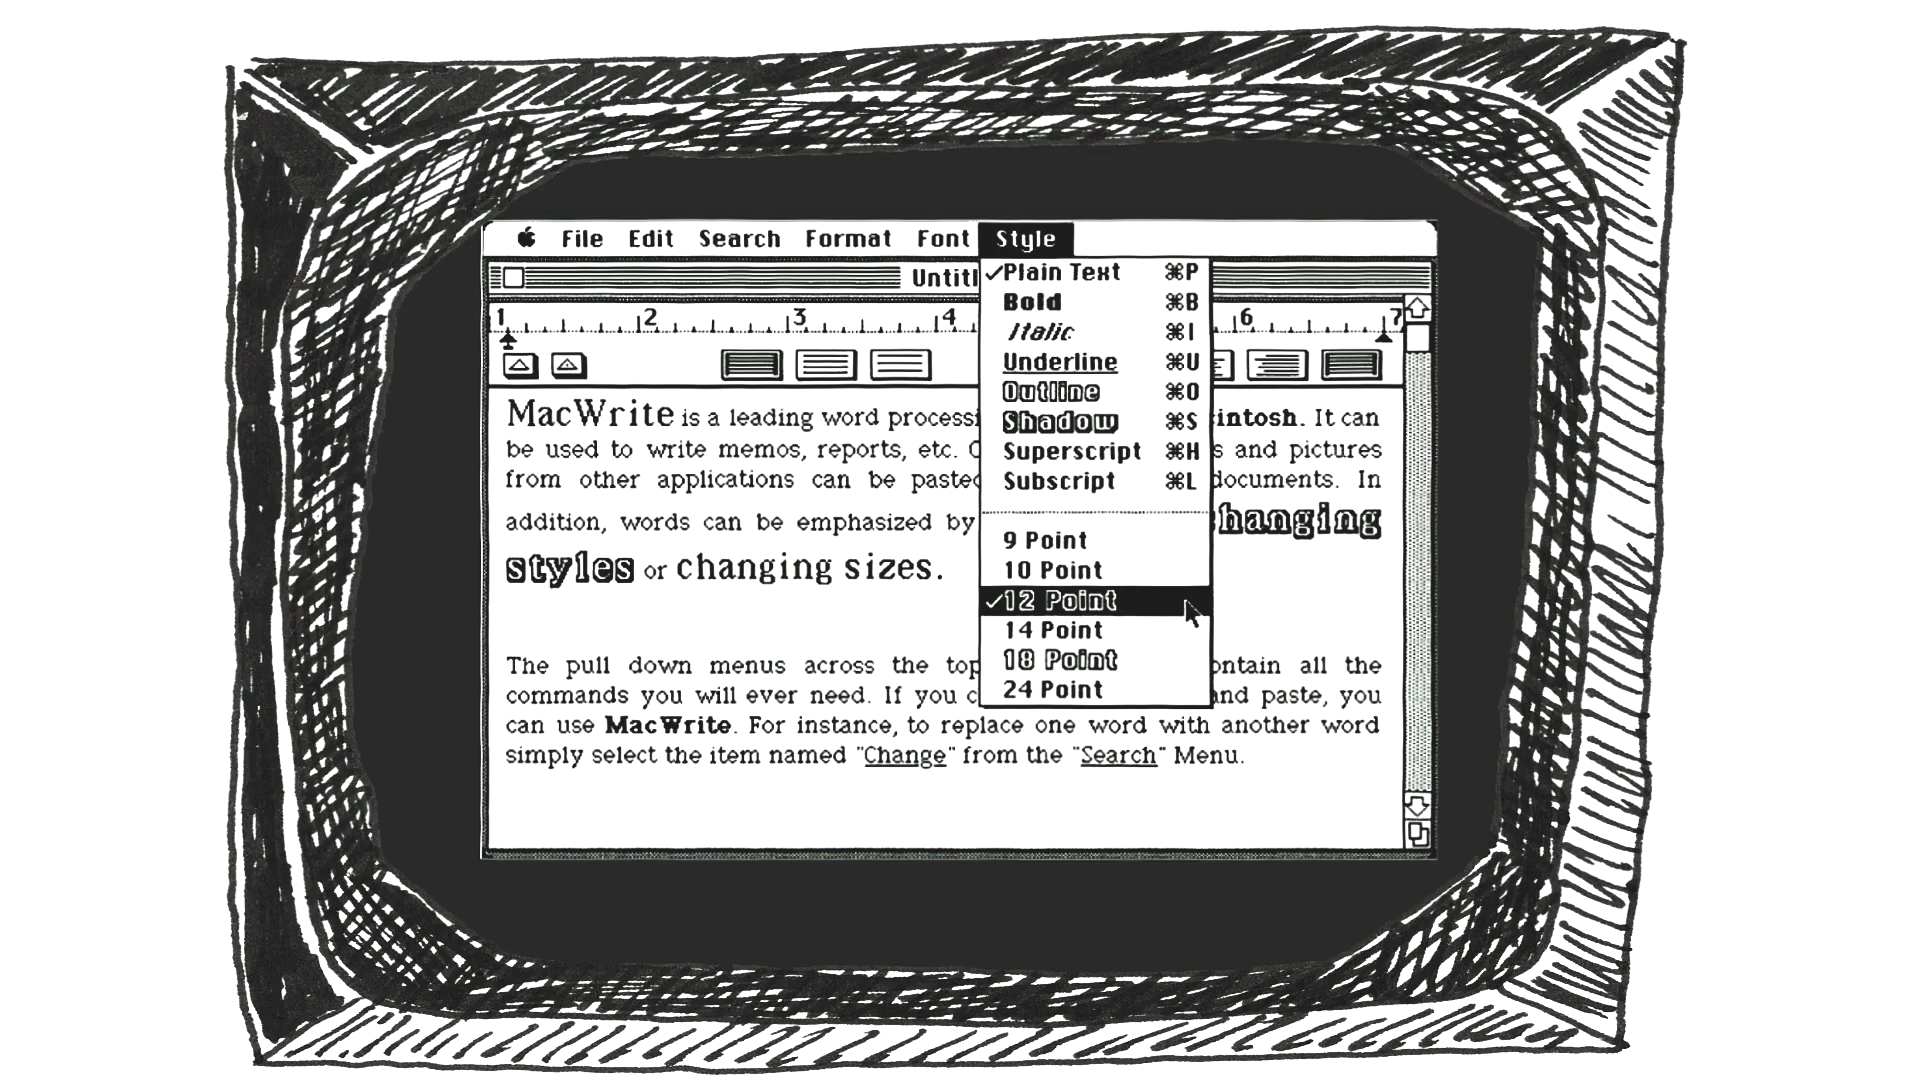 File Edit Search Format Font Style
Untitl
1 2 3 4 6 7
✓Plain Text ⌘P
Bold ⌘B
Italic ⌘I
Underline ⌘U
Outline ⌘O
Shadow ⌘S
Superscript ⌘H
Subscript ⌘L
9 Point
10 Point
✓12 Point
14 Point
18 Point
24 Point
MacWrite is a leading word processi intosh. It can
be used to write memos, reports, etc. s and pictures
from other applications can be paste documents. In
addition, words can be emphasized by hanging
styles or changing sizes.
The pull down menus across the top ontain all the
commands you will ever need. If you c and paste, you
can use MacWrite. For instance, to replace one word with another word
simply select the item named "Change" from the "Search" Menu.